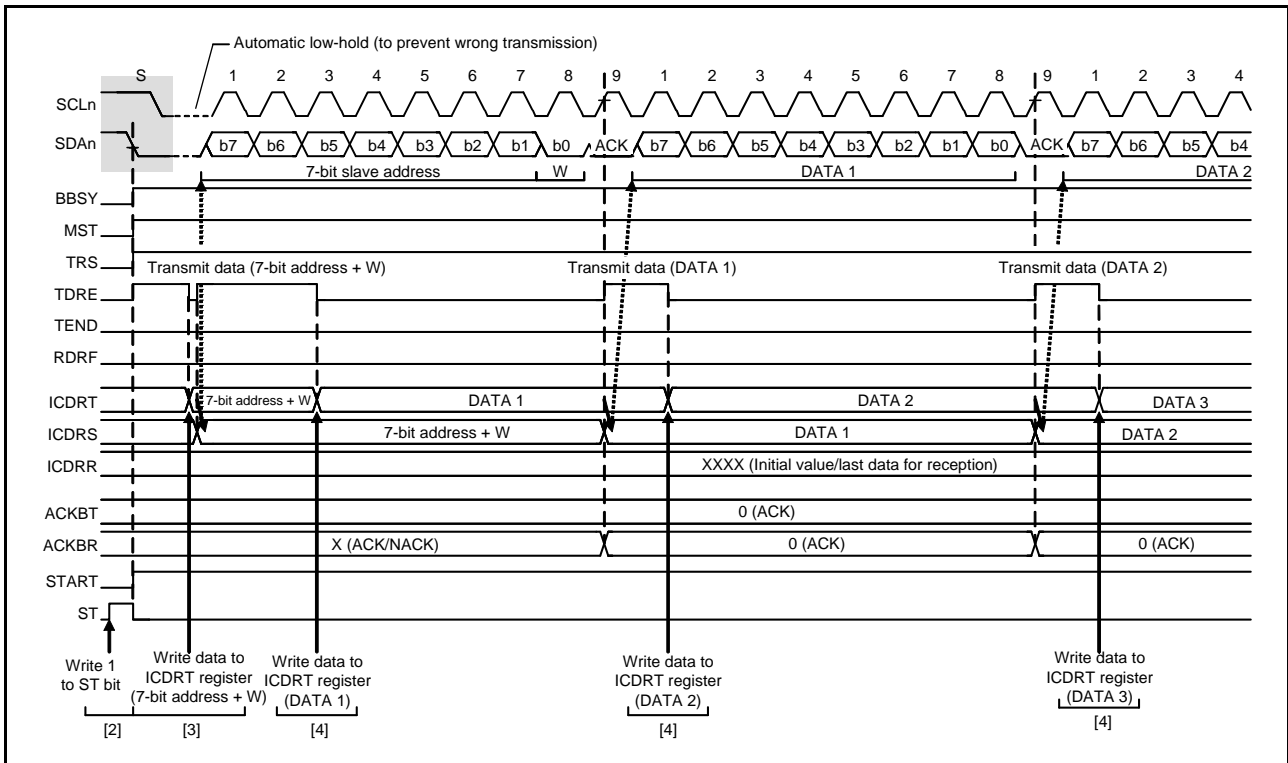 Automatic low-hold (to prevent wrong transmission)
S 1 2 3 4 5 6 7 8 9 1 2 3 4 5 6 7 8 9 1 2 3 4
SCLn
SDAn b7 b6 b5 b4 b3 b2 b1 b0 ACK b7 b6 b5 b4 b3 b2 b1 b0 ACK b7 b6 b5 b4
7-bit slave address W DATA 1 DATA 2
BBSY
MST
TRS
Transmit data (7-bit address + W) Transmit data (DATA 1) Transmit data (DATA 2)
TDRE
TEND
RDRF
ICDRT 7-bit address + W DATA 1 DATA 2 DATA 3
ICDRS 7-bit address + W DATA 1 DATA 2
ICDRR XXXX (Initial value/last data for reception)
ACKBT 0 (ACK)
ACKBR X (ACK/NACK) 0 (ACK) 0 (ACK)
START
ST
Write 1
to ST bit
[2]
Write data to
ICDRT register
(7-bit address + W)
[3]
Write data to
ICDRT register
(DATA 1)
[4]
Write data to
ICDRT register
(DATA 2)
[4]
Write data to
ICDRT register
(DATA 3)
[4]